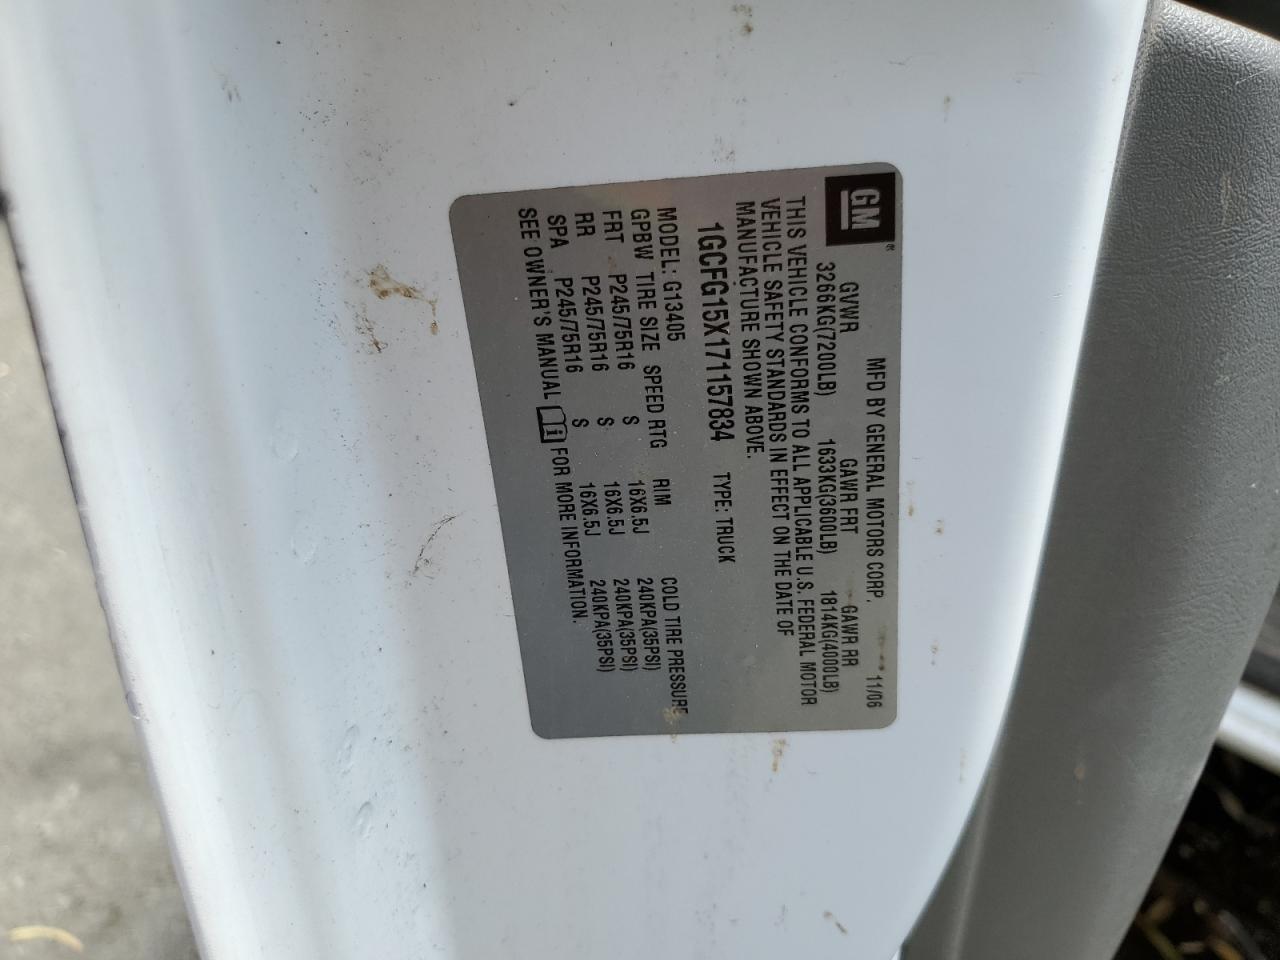 GM ®
MFD BY GENERAL MOTORS CORP. 11/06
GVWR GAWR FRT GAWR RR
3266KG(7200LB) 1633KG(3600LB) 1814KG(4000LB)
THIS VEHICLE CONFORMS TO ALL APPLICABLE U.S. FEDERAL MOTOR
VEHICLE SAFETY STANDARDS IN EFFECT ON THE DATE OF
MANUFACTURE SHOWN ABOVE.
1GCFG15X171157834 TYPE: TRUCK
MODEL: G13405
GPBW TIRE SIZE SPEED RTG RIM COLD TIRE PRESSURE
FRT P245/75R16 S 16X6.5J 240KPA(35PSI)
RR P245/75R16 S 16X6.5J 240KPA(35PSI)
SPA P245/75R16 S 16X6.5J 240KPA(35PSI)
SEE OWNER'S MANUAL i FOR MORE INFORMATION.